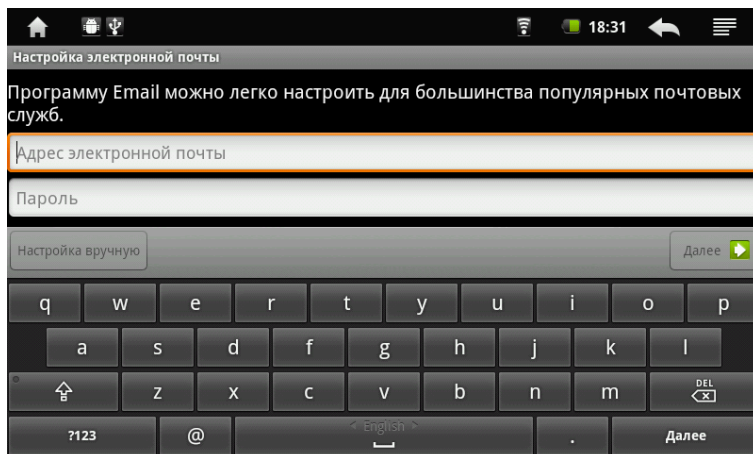 18:31
Настройка электронной почты
Программу Email можно легко настроить для большинства популярных почтовых
служб.
Адрес электронной почты
Пароль
Настройка вручную Далее
q w e r t y u i o p
a s d f g h j k l
z x c v b n m DEL
?123 @ English . Далее